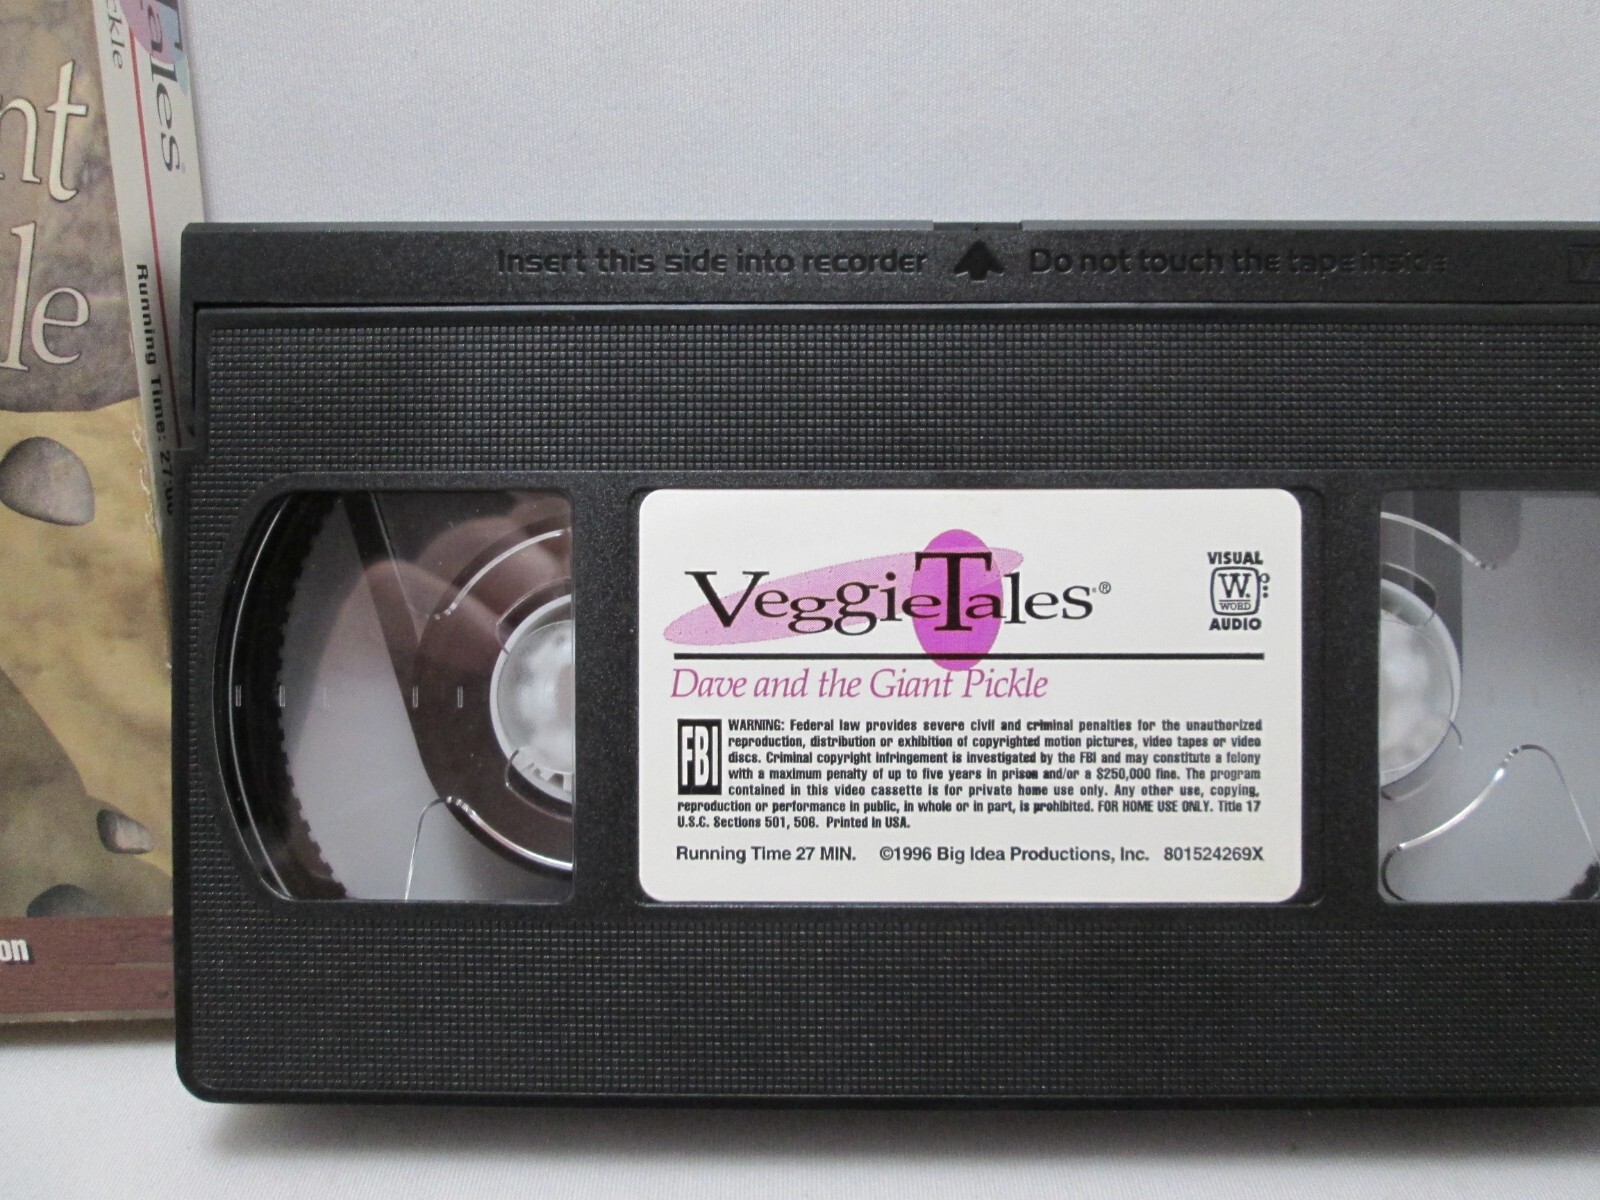 ckle
Tales
nt
le
Running Time: 27:00
on
Insert this side into recorder
Do not touch the tape inside
VeggieTales®
VISUAL
W.
WORD
AUDIO
Dave and the Giant Pickle
FBI
WARNING: Federal law provides severe civil and criminal penalties for the unauthorized
reproduction, distribution or exhibition of copyrighted motion pictures, video tapes or video
discs. Criminal copyright infringement is investigated by the FBI and may constitute a felony
with a maximum penalty of up to five years in prison and/or a $250,000 fine. The program
contained in this video cassette is for private home use only. Any other use, copying,
reproduction or performance in public, in whole or in part, is prohibited. FOR HOME USE ONLY. Title 17
U.S.C. Sections 501, 506. Printed in USA.
Running Time 27 MIN. ©1996 Big Idea Productions, Inc. 801524269X